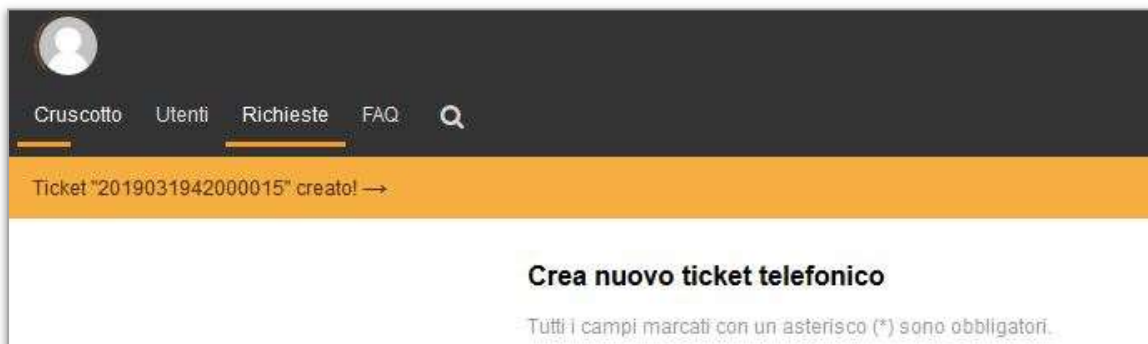 Cruscotto Utenti Richieste FAQ
Ticket "2019031942000015" creato! →
Crea nuovo ticket telefonico
Tutti i campi marcati con un asterisco (*) sono obbligatori.